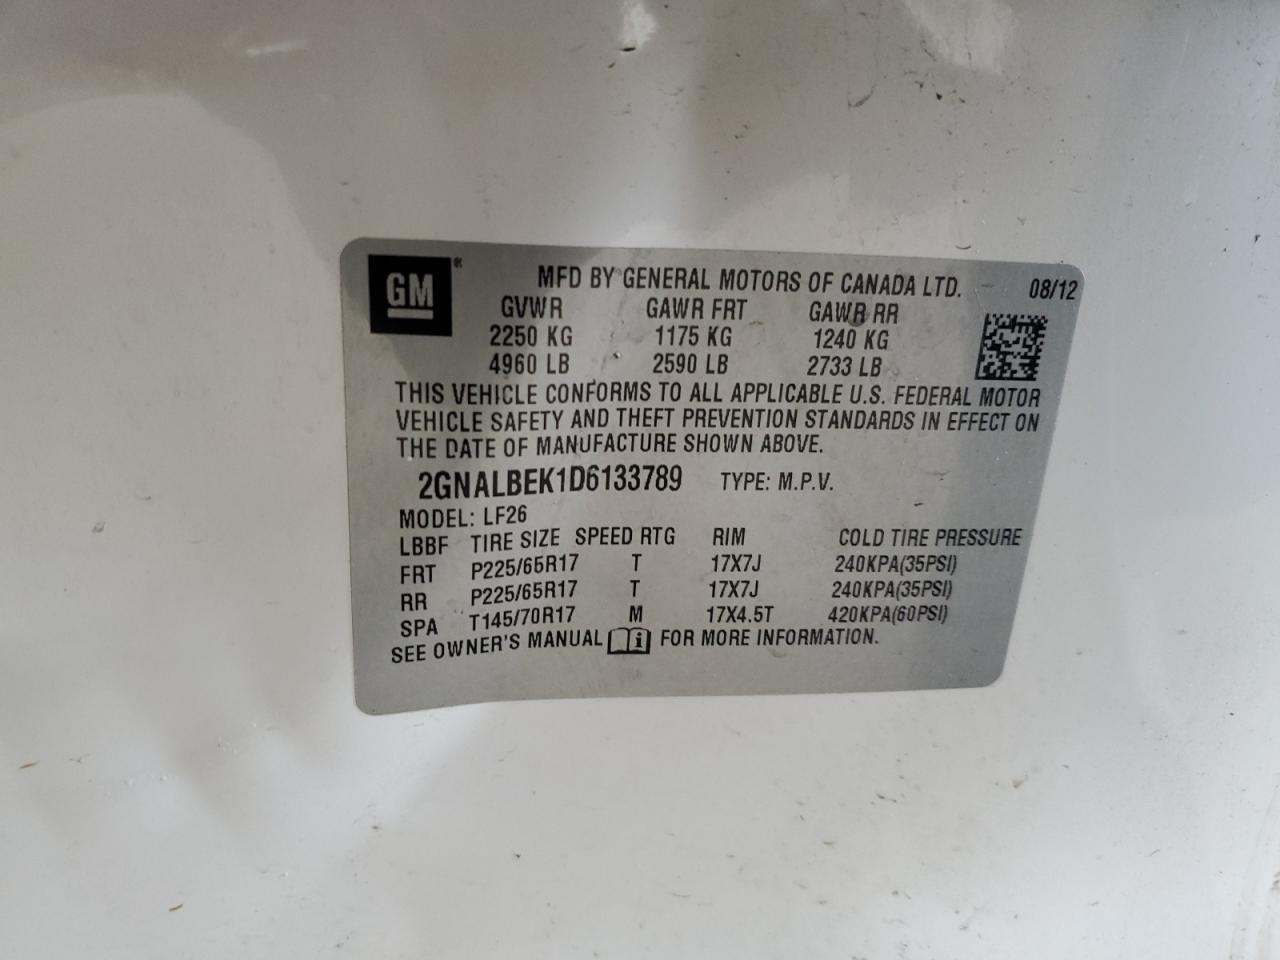 GM
MFD BY GENERAL MOTORS OF CANADA LTD. 08/12
GVWR GAWR FRT GAWR RR
2250 KG 1175 KG 1240 KG
4960 LB 2590 LB 2733 LB
THIS VEHICLE CONFORMS TO ALL APPLICABLE U.S. FEDERAL MOTOR
VEHICLE SAFETY AND THEFT PREVENTION STANDARDS IN EFFECT ON
THE DATE OF MANUFACTURE SHOWN ABOVE.
2GNALBEK1D6133789 TYPE: M.P.V.
MODEL: LF26
LBBF TIRE SIZE SPEED RTG RIM COLD TIRE PRESSURE
FRT P225/65R17 T 17X7J 240KPA(35PSI)
RR P225/65R17 T 17X7J 240KPA(35PSI)
SPA T145/70R17 M 17X4.5T 420KPA(60PSI)
SEE OWNER'S MANUAL i FOR MORE INFORMATION.